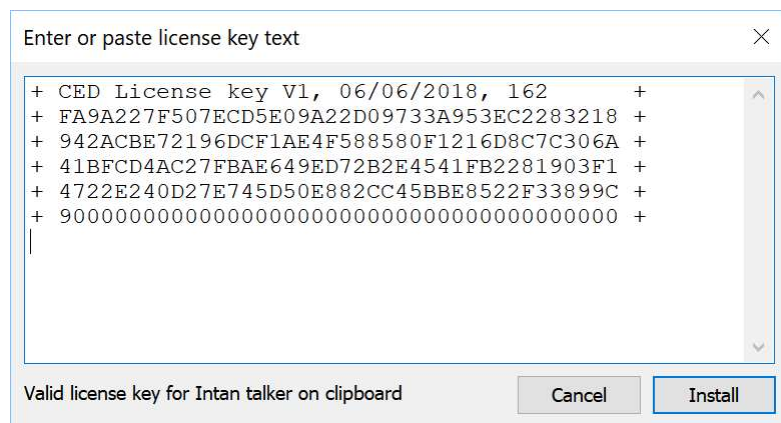 Enter or paste license key text
+ CED License key V1, 06/06/2018, 162 +
+ FA9A227F507ECD5E09A22D09733A953EC2283218 +
+ 942ACBE72196DCF1AE4F588580F1216D8C7C306A +
+ 41BFCD4AC27FBAE649ED72B2E4541FB2281903F1 +
+ 4722E240D27E745D50E882CC45BBE8522F33899C +
+ 9000000000000000000000000000000000000000 +
Valid license key for Intan talker on clipboard
Cancel
Install